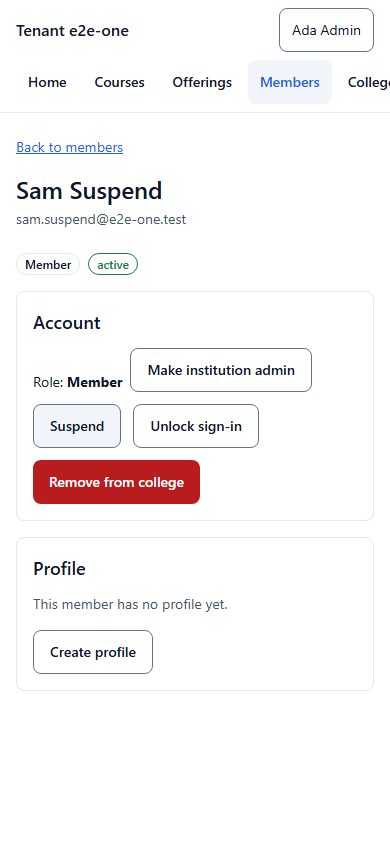 Tenant e2e-one
Ada Admin
Home Courses Offerings Members College
Back to members
Sam Suspend
sam.suspend@e2e-one.test
Member active
Account
Role: Member Make institution admin
Suspend Unlock sign-in
Remove from college
Profile
This member has no profile yet.
Create profile